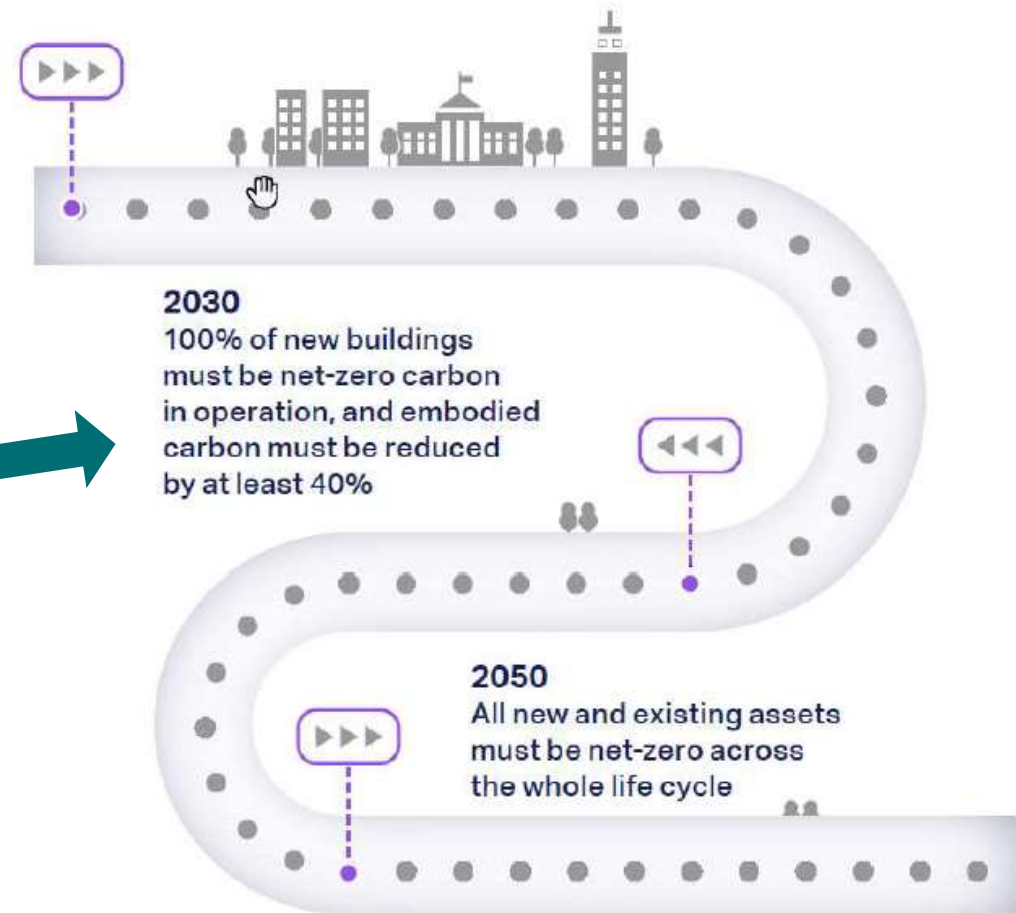 2030
100% of new buildings
must be net-zero carbon
in operation, and embodied
carbon must be reduced
by at least 40%
2050
All new and existing assets
must be net-zero across
the whole life cycle